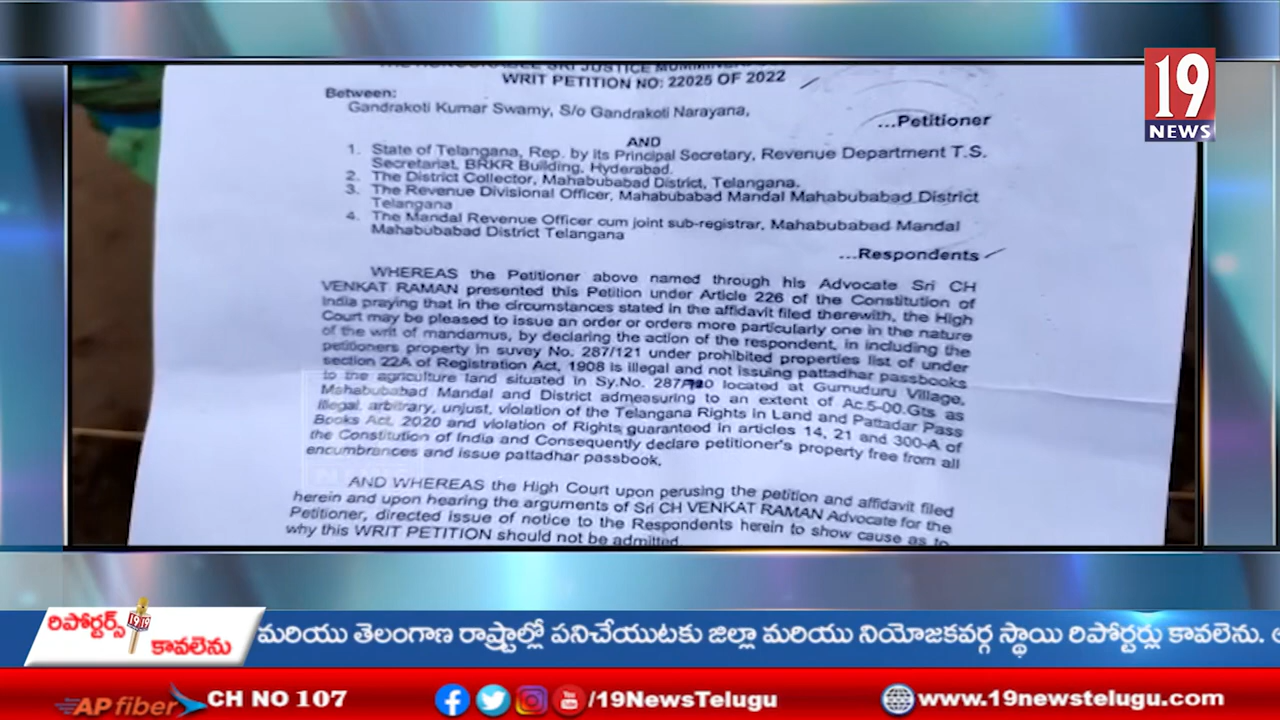 19
NEWS
THE HONOURABLE SRI JUSTICE
WRIT PETITION NO: 22025 OF 2022
Between:
Gandrakoti Kumar Swamy, S/o Gandrakoti Narayana,
...Petitioner
AND
1. State of Telangana, Rep. by its Principal Secretary, Revenue Department T.S.
Secretariat, BRKR Building, Hyderabad.
2. The District Collector, Mahabubabad District, Telangana.
3. The Revenue Divisional Officer, Mahabubabad Mandal Mahabubabad District
Telangana
4. The Mandal Revenue Officer cum joint sub-registrar, Mahabubabad Mandal
Mahabubabad District Telangana
...Respondents
WHEREAS the Petitioner above named through his Advocate Sri CH
VENKAT RAMAN presented this Petition under Article 226 of the Constitution of
India praying that in the circumstances stated in the affidavit filed therewith, the High
Court may be pleased to issue an order or orders more particularly one in the nature
of the writ of mandamus, by declaring the action of the respondent, in including the
petitioners property in suvey No. 287/121 under prohibited properties list of under
section 22A of Registration Act, 1908 is illegal and not issuing pattadhar passbooks
to the agriculture land situated in Sy.No. located at Gumuduru Village,
Mahabubabad Mandal and District admeasuring to an extent of Ac.5-00.Gts as
illegal, arbitrary, unjust, violation of the Telangana Rights in Land and Pattadar Pass
Books Act, 2020 and violation of Rights guaranteed in articles 14, 21 and 300-A of
the Constitution of India and Consequently declare petitioner's property free from all
encumbrances and issue pattadhar passbook,
AND WHEREAS the High Court upon perusing the petition and affidavit filed
herein and upon hearing the arguments of Sri CH VENKAT RAMAN Advocate for the
Petitioner, directed issue of notice to the Respondents herein to show cause as to
why this WRIT PETITION should not be admitted.
రిపోర్టర్స్ 19 19
కావలెను
మరియు తెలంగాణ రాష్ట్రాల్లో పనిచేయుటకు జిల్లా మరియు నియోజకవర్గ స్థాయి రిపోర్టర్లు కావలెను.
AP fiber CH NO 107 /19NewsTelugu www.19newstelugu.com